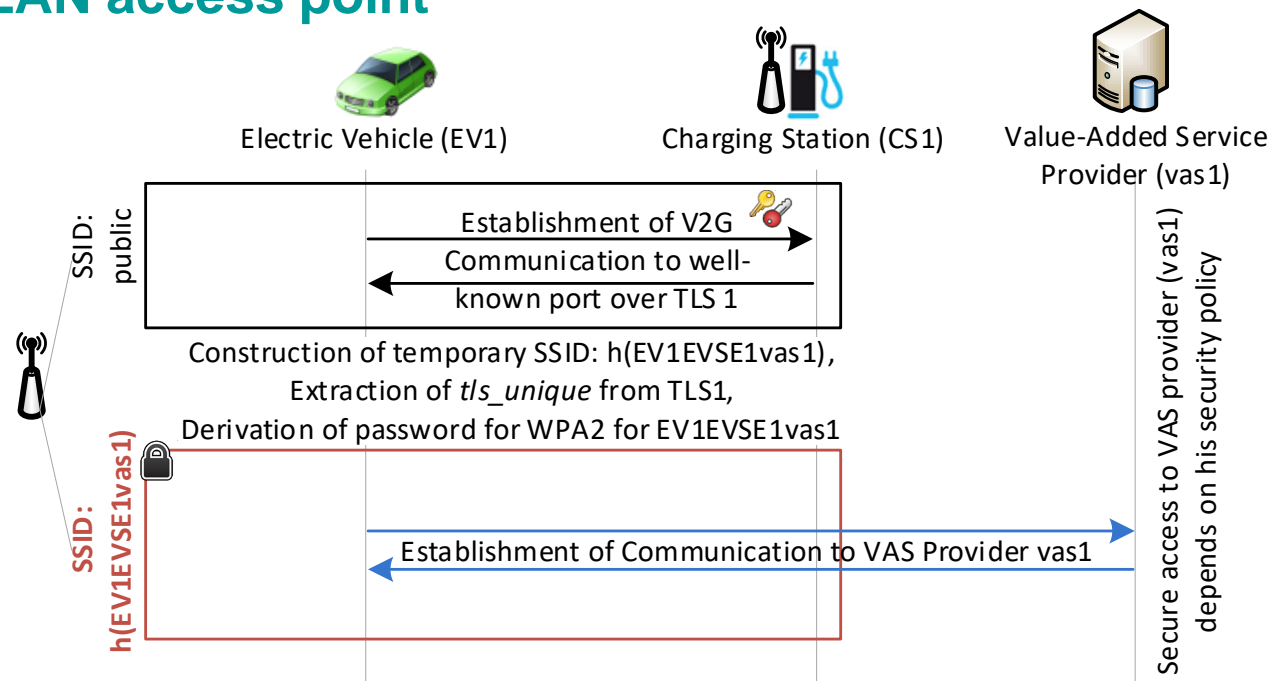 LAN access point
Electric Vehicle (EV1)
Charging Station (CS1)
Value-Added Service
Provider (vas1)
SSID:
public
Establishment of V2G
Communication to well-
known port over TLS 1
Construction of temporary SSID: h(EV1EVSE1vas1),
Extraction of tls_unique from TLS1,
Derivation of password for WPA2 for EV1EVSE1vas1
SSID:
h(EV1EVSE1vas1)
Establishment of Communication to VAS Provider vas1
Secure access to VAS provider (vas1)
depends on his security policy